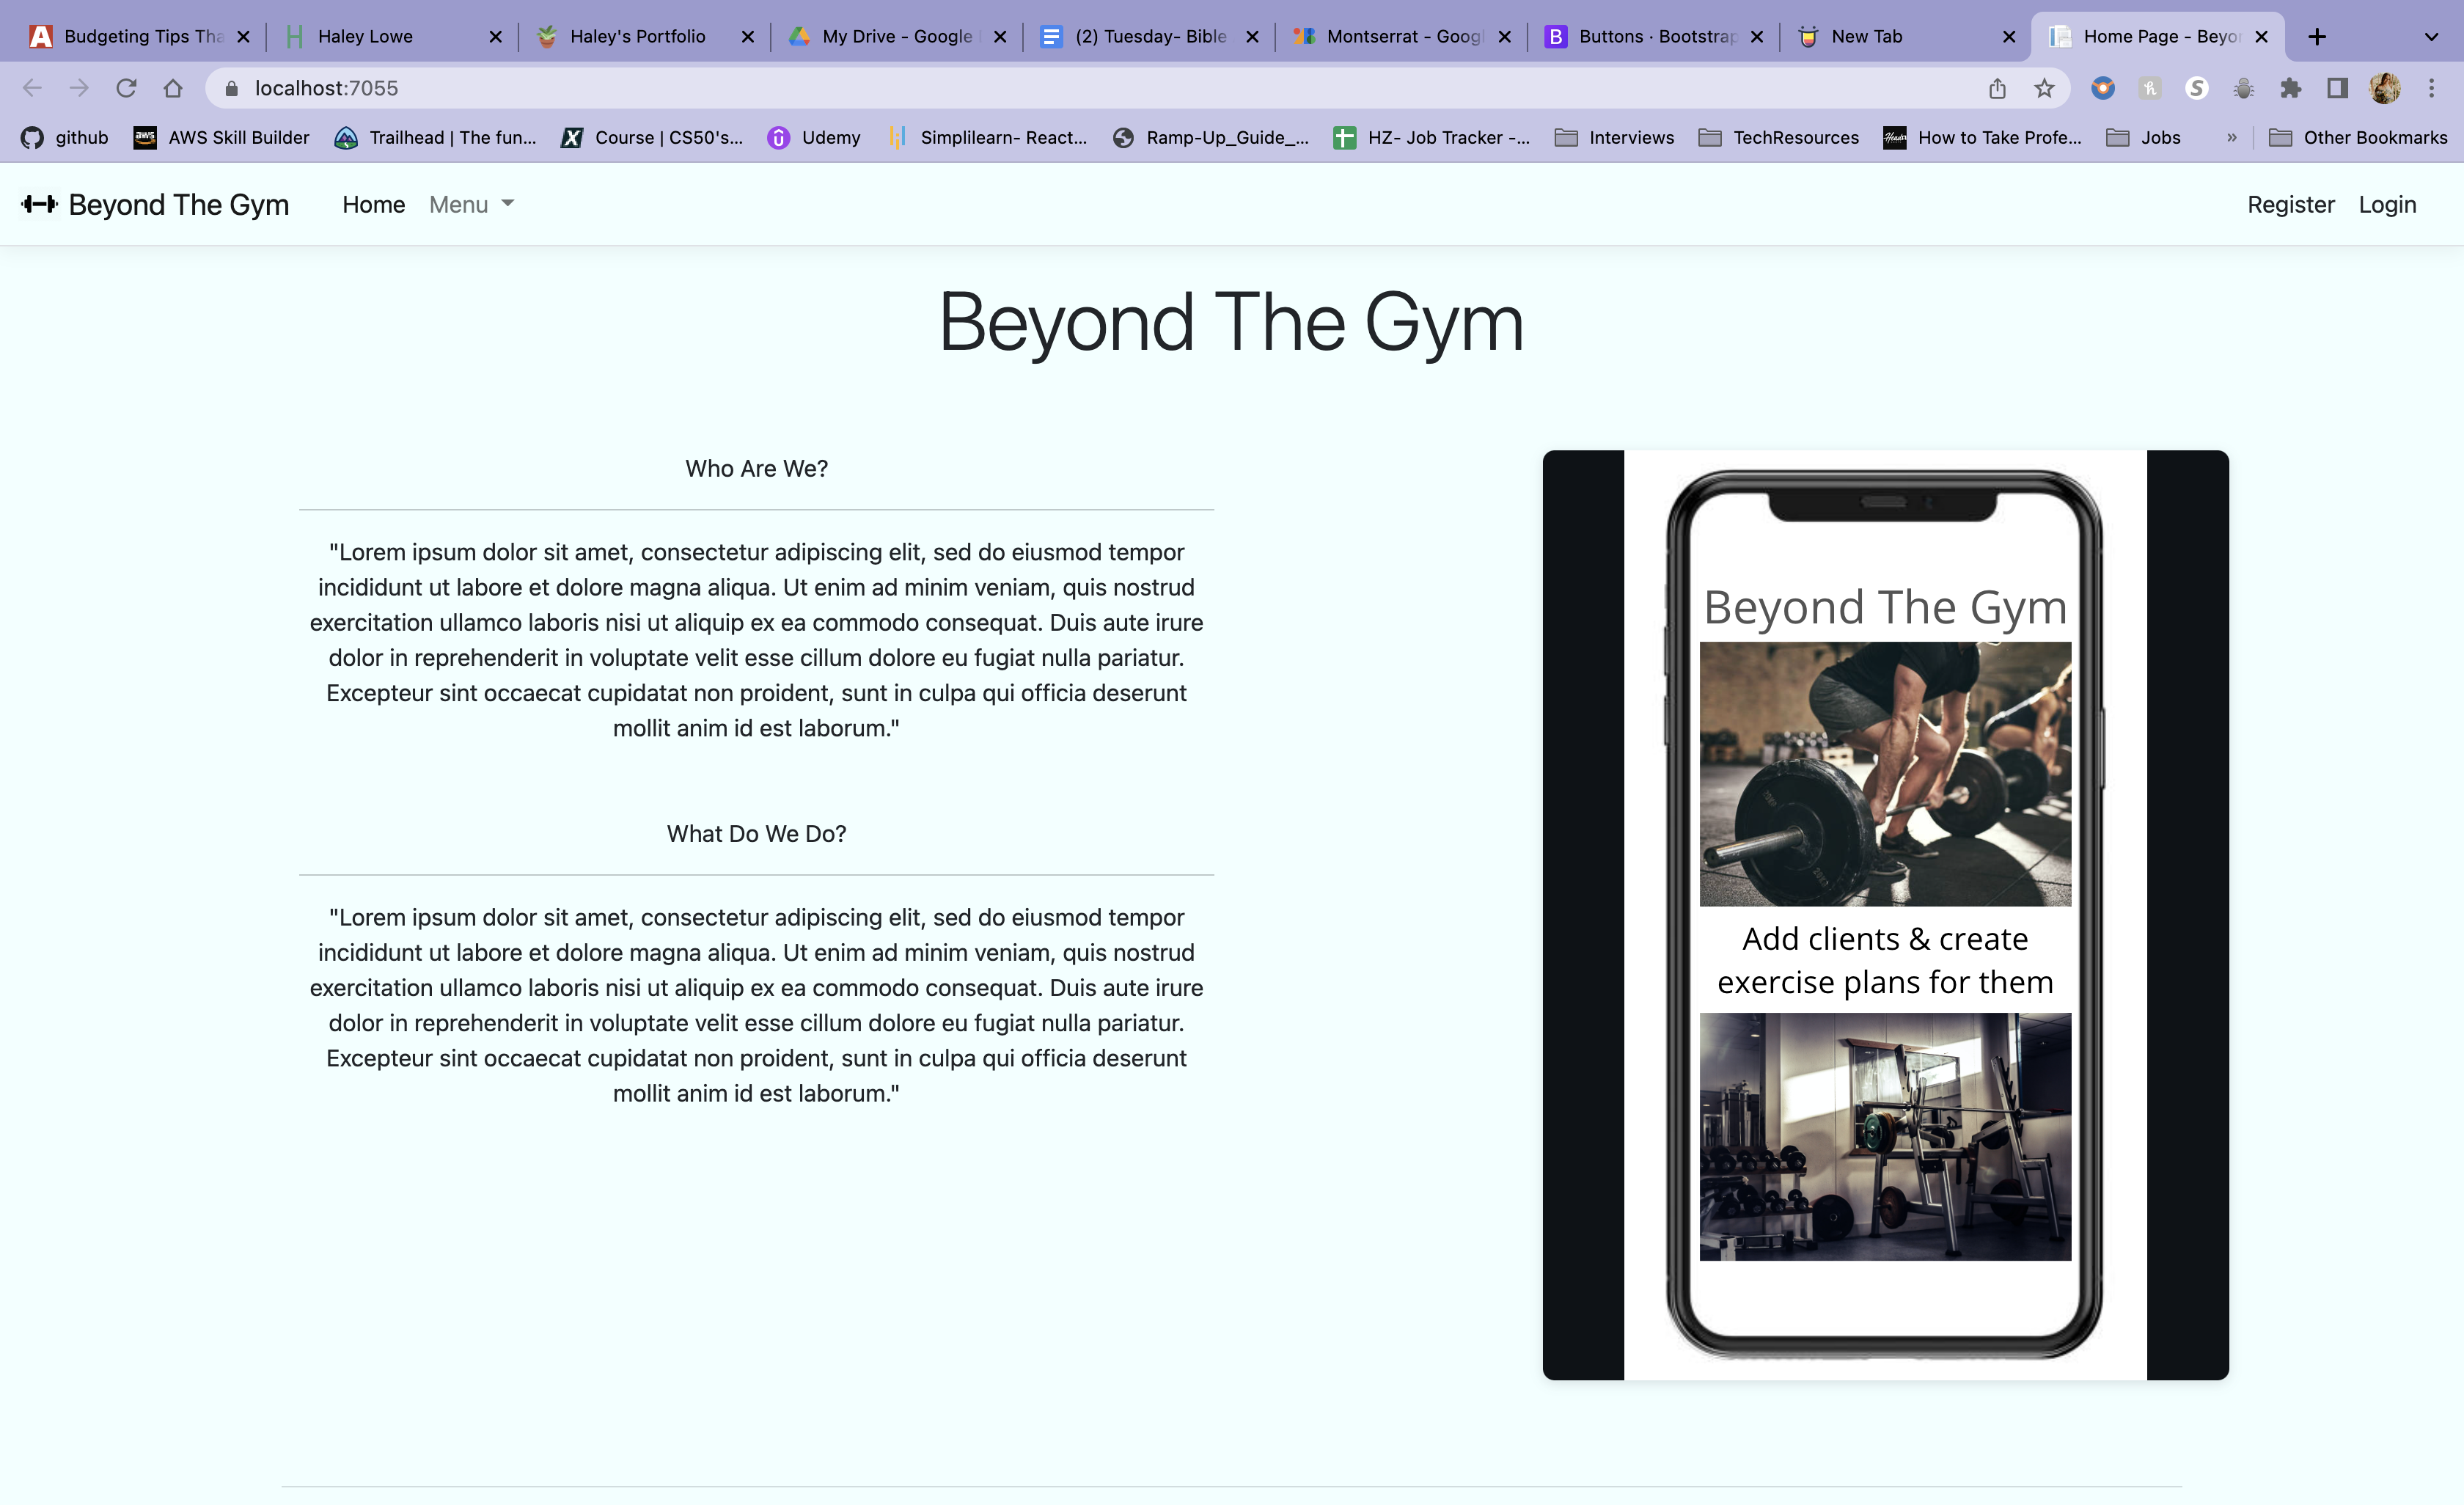 Budgeting Tips Tha
Haley Lowe
Haley's Portfolio
My Drive - Google
(2) Tuesday- Bible
Montserrat - Goog
Buttons · Bootstrap
New Tab
Home Page - Beyo
localhost:7055
github
aws
AWS Skill Builder
Trailhead | The fun...
Course | CS50's...
Udemy
Simplilearn- React...
Ramp-Up_Guide_...
HZ- Job Tracker -...
Interviews
TechResources
How to Take Profe...
Jobs
»
Other Bookmarks
Beyond The Gym
Home
Menu
Register
Login
Beyond The Gym
Who Are We?
"Lorem ipsum dolor sit amet, consectetur adipiscing elit, sed do eiusmod tempor
incididunt ut labore et dolore magna aliqua. Ut enim ad minim veniam, quis nostrud
exercitation ullamco laboris nisi ut aliquip ex ea commodo consequat. Duis aute irure
dolor in reprehenderit in voluptate velit esse cillum dolore eu fugiat nulla pariatur.
Excepteur sint occaecat cupidatat non proident, sunt in culpa qui officia deserunt
mollit anim id est laborum."
What Do We Do?
"Lorem ipsum dolor sit amet, consectetur adipiscing elit, sed do eiusmod tempor
incididunt ut labore et dolore magna aliqua. Ut enim ad minim veniam, quis nostrud
exercitation ullamco laboris nisi ut aliquip ex ea commodo consequat. Duis aute irure
dolor in reprehenderit in voluptate velit esse cillum dolore eu fugiat nulla pariatur.
Excepteur sint occaecat cupidatat non proident, sunt in culpa qui officia deserunt
mollit anim id est laborum."
Beyond The Gym
Add clients & create
exercise plans for them